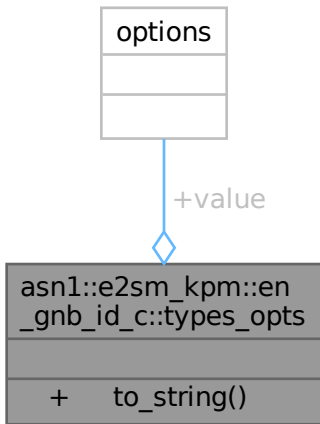 options
+value
asn1::e2sm_kpm::en
_gnb_id_c::types_opts
+ to_string()